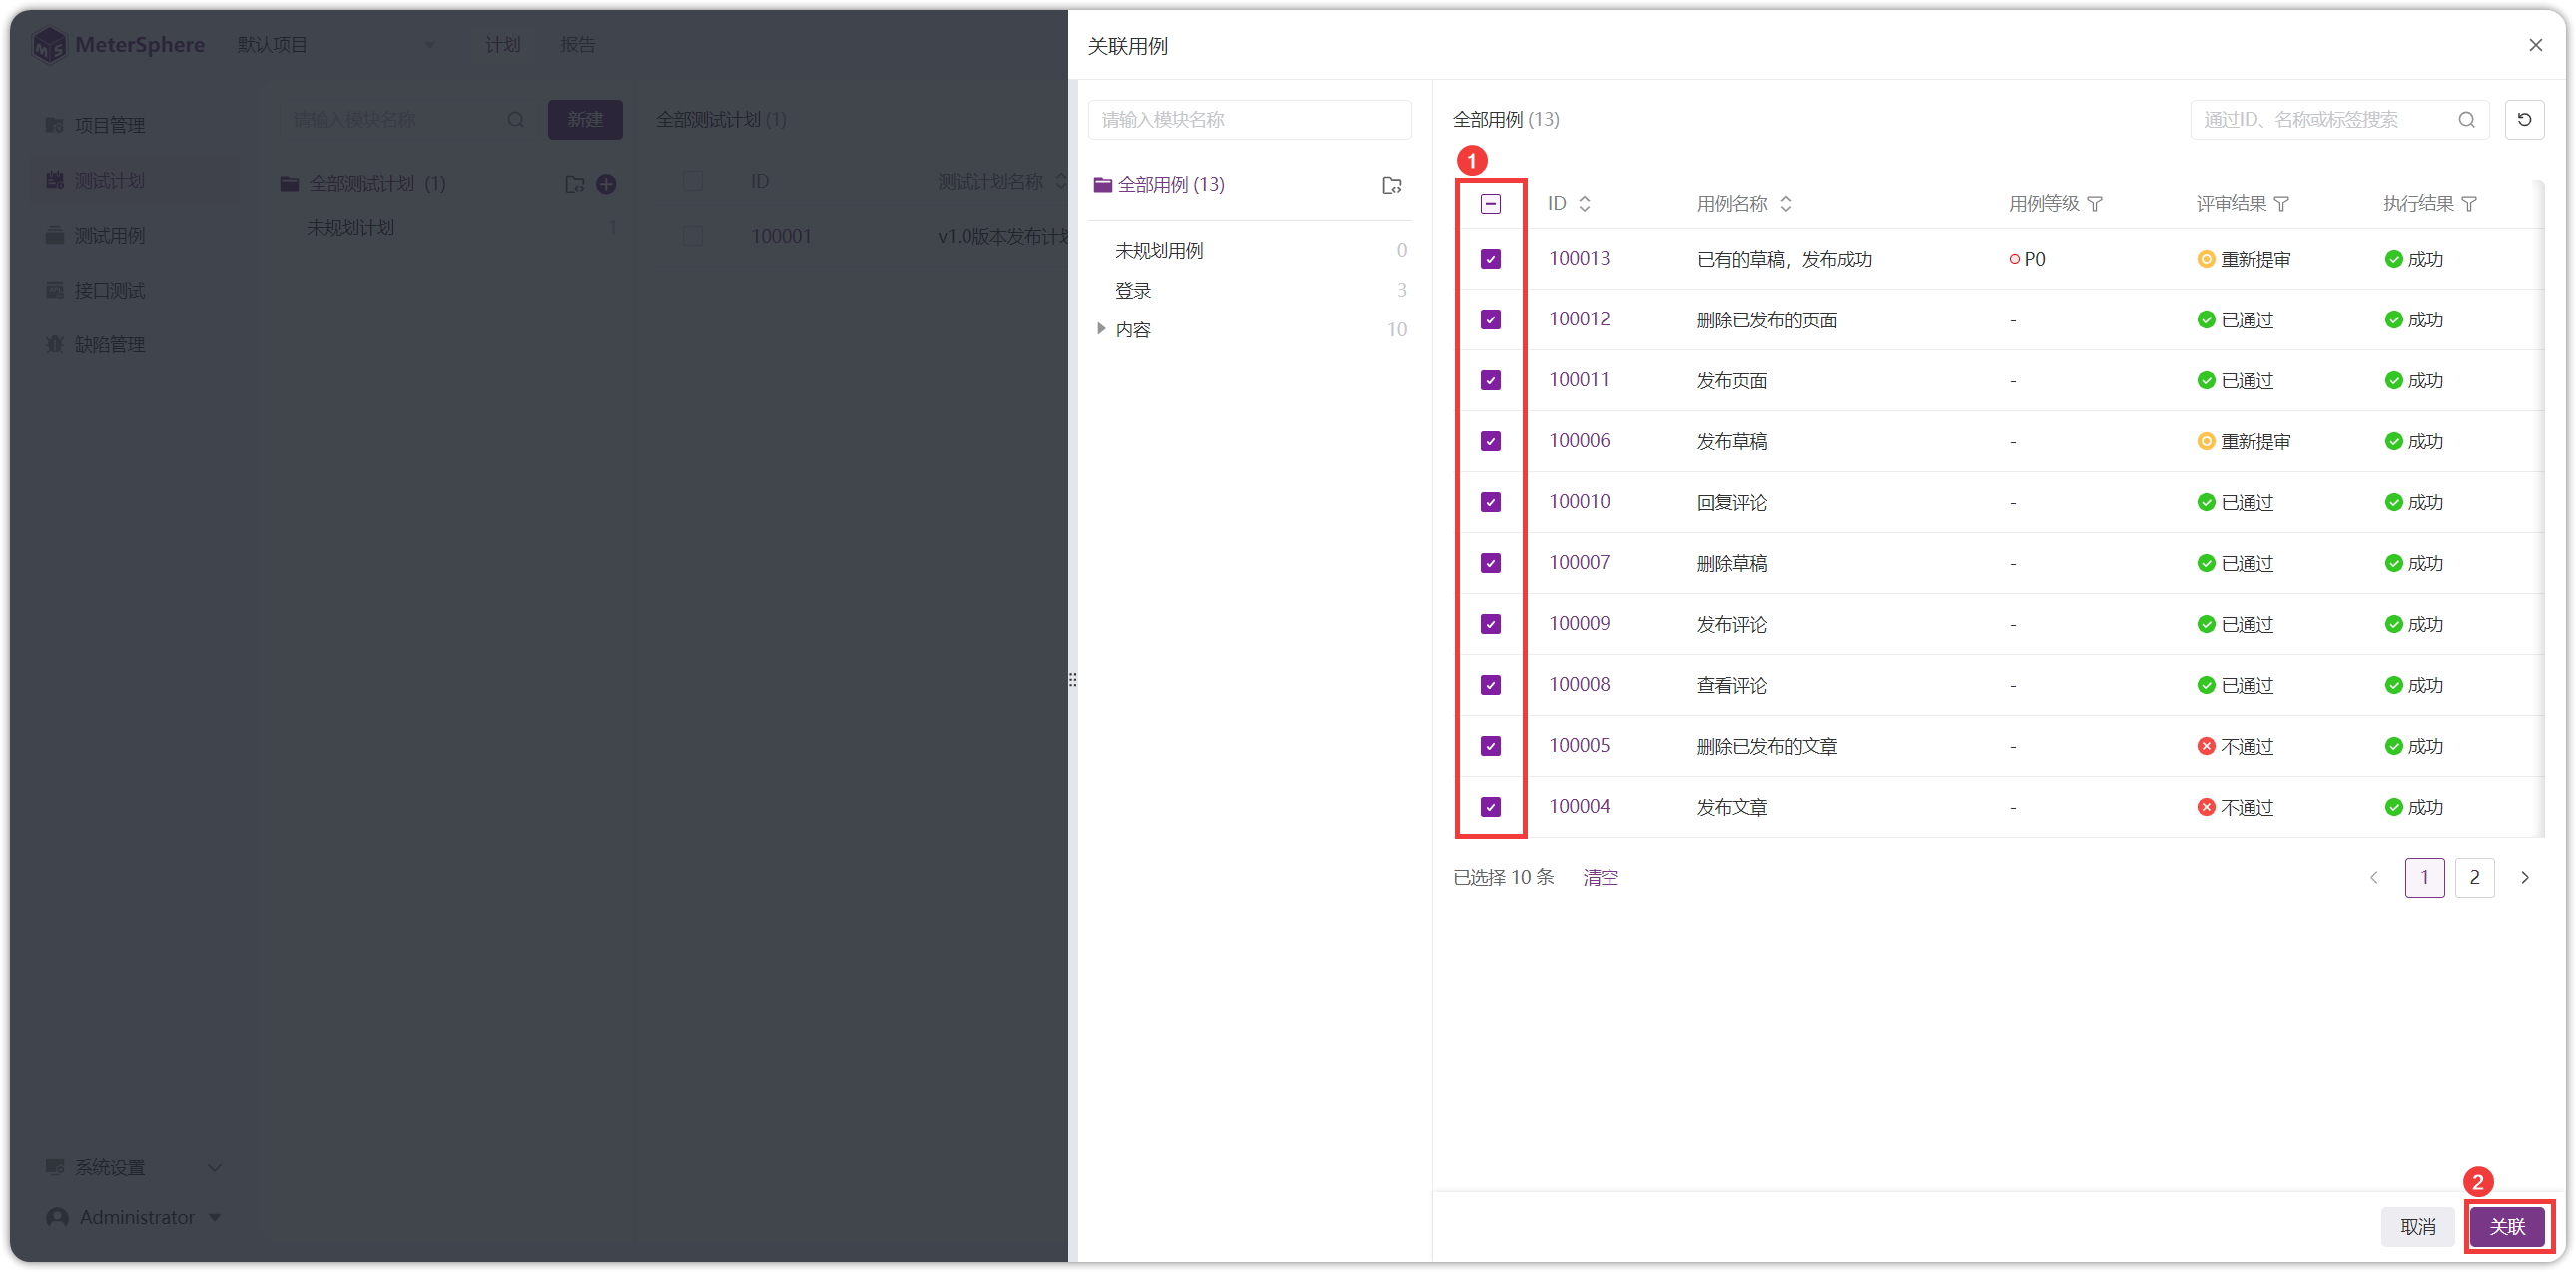 MeterSphere 默认项目 计划 报告
项目管理
测试计划
测试用例
接口测试
缺陷管理
系统设置
Administrator
请输入模块名称 新建
全部测试计划 (1)
未规划计划 1
全部测试计划 (1)
ID 测试计划名称
100001 v1.0版本发布计划
关联用例
请输入模块名称
全部用例 (13)
未规划用例 0
登录 3
内容 10
全部用例 (13) 通过ID、名称或标签搜索
1
ID 用例名称 用例等级 评审结果 执行结果
100013 已有的草稿，发布成功 P0 重新提审 成功
100012 删除已发布的页面 - 已通过 成功
100011 发布页面 - 已通过 成功
100006 发布草稿 - 重新提审 成功
100010 回复评论 - 已通过 成功
100007 删除草稿 - 已通过 成功
100009 发布评论 - 已通过 成功
100008 查看评论 - 已通过 成功
100005 删除已发布的文章 - 不通过 成功
100004 发布文章 - 不通过 成功
已选择 10 条 清空 1 2
2
取消 关联